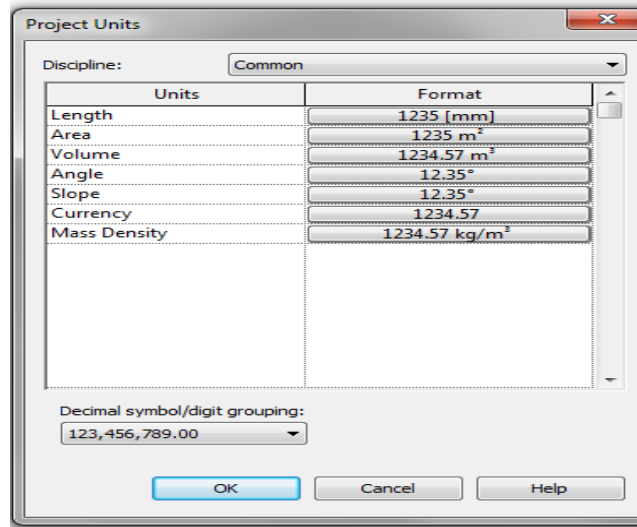 Project Units
Discipline: Common
Units Format
Length 1235 [mm]
Area 1235 m²
Volume 1234.57 m³
Angle 12.35°
Slope 12.35°
Currency 1234.57
Mass Density 1234.57 kg/m³
Decimal symbol/digit grouping:
123,456,789.00
OK Cancel Help